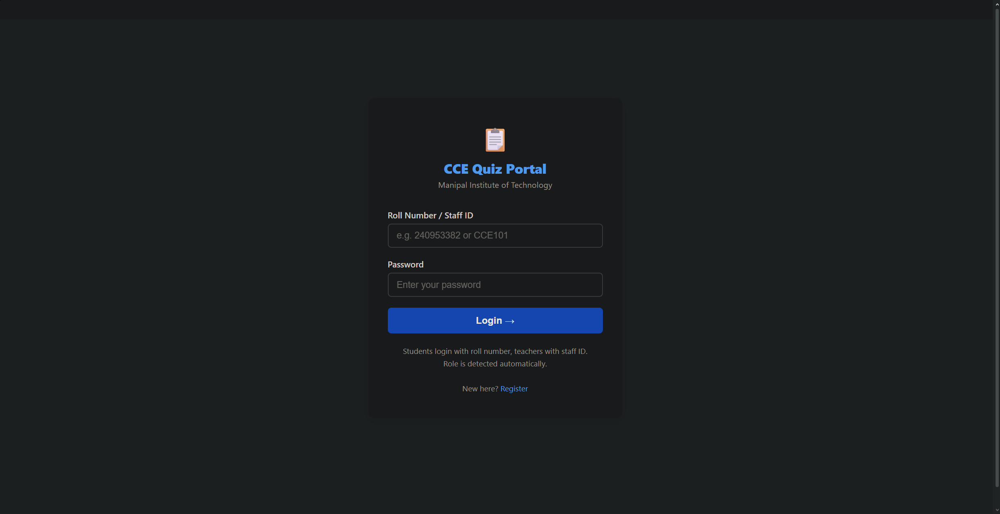 CCE Quiz Portal
Manipal Institute of Technology
Roll Number / Staff ID
e.g. 240953382 or CCE101
Password
Enter your password
Login →
Students login with roll number, teachers with staff ID.
Role is detected automatically.
New here? Register